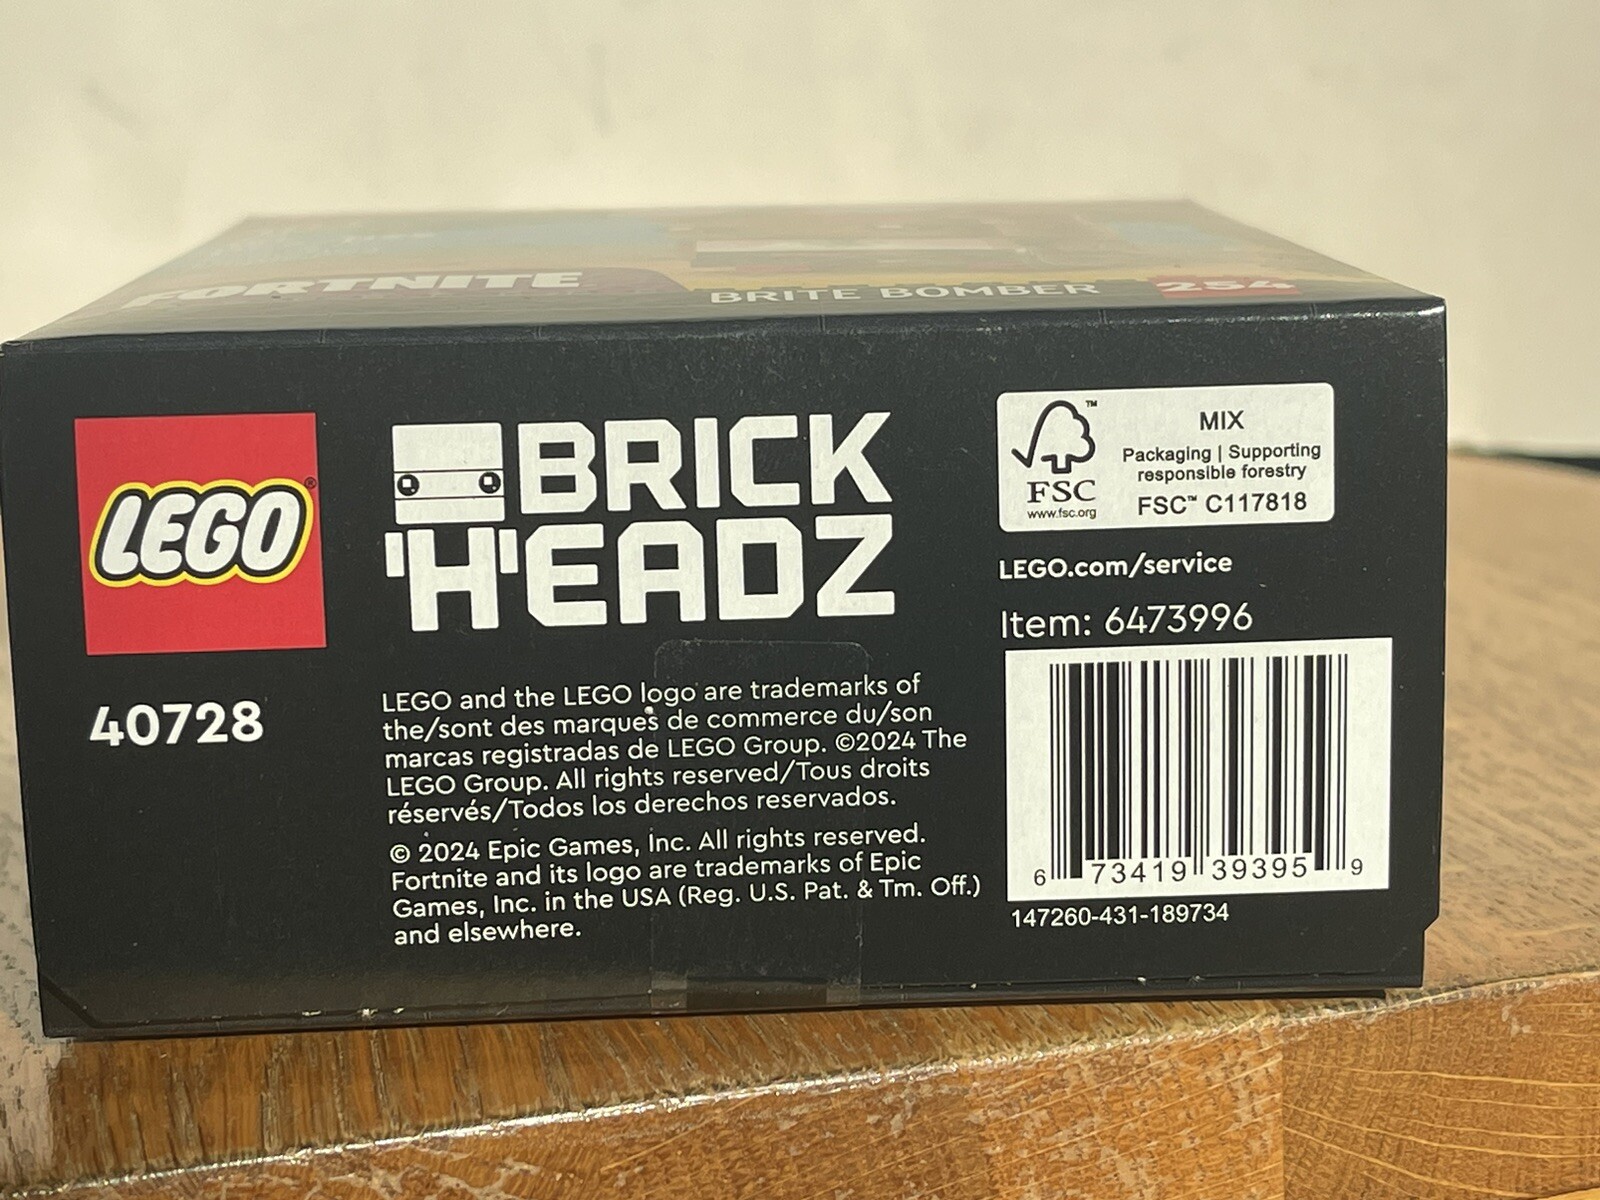 FORTNITE
BRITE BOMBER
254
LEGO®
BRICK
HEADZ
40728
LEGO and the LEGO logo are trademarks of
the/sont des marques de commerce du/son
marcas registradas de LEGO Group. ©2024 The
LEGO Group. All rights reserved/Tous droits
réservés/Todos los derechos reservados.
© 2024 Epic Games, Inc. All rights reserved.
Fortnite and its logo are trademarks of Epic
Games, Inc. in the USA (Reg. U.S. Pat. & Tm. Off.)
and elsewhere.
™
FSC
www.fsc.org
MIX
Packaging | Supporting
responsible forestry
FSC™ C117818
LEGO.com/service
Item: 6473996
6 73419 39395 9
147260-431-189734